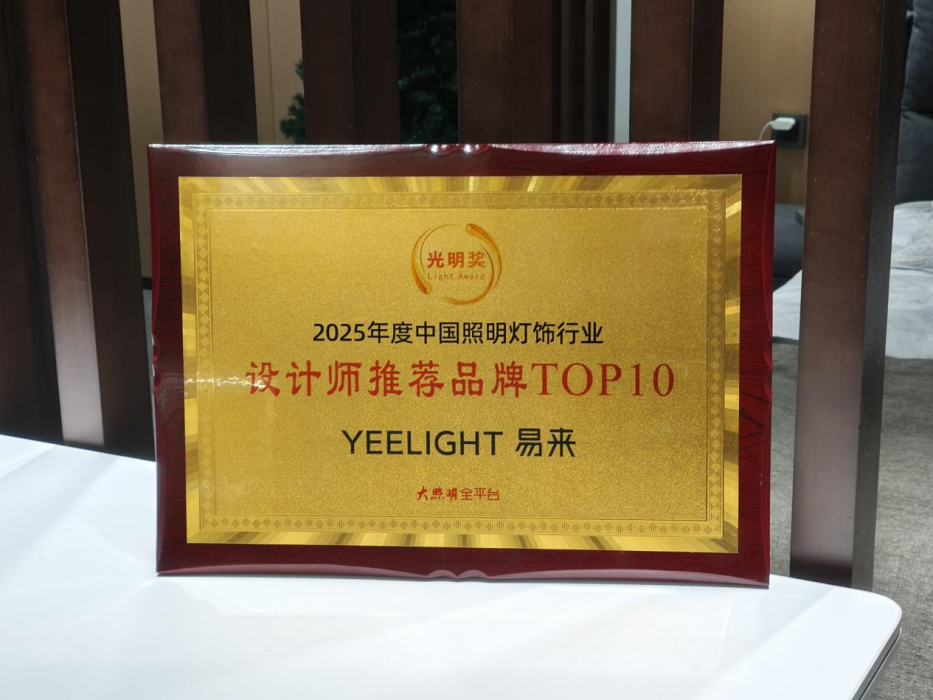 光明奖
Light Award
2025年度中国照明灯饰行业
设计师推荐品牌TOP10
YEELIGHT 易来
大照明全平台